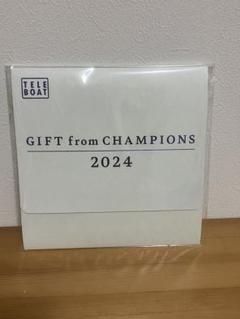 TELE
BOAT
GIFT from CHAMPIONS
2024